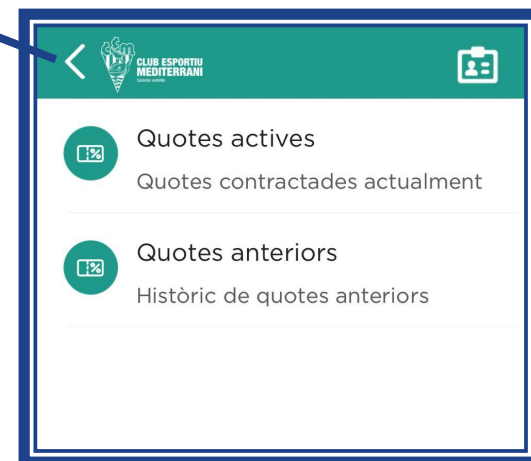 CLUB ESPORTIU
MEDITERRANI
Quotes actives
Quotes contractades actualment
Quotes anteriors
Històric de quotes anteriors